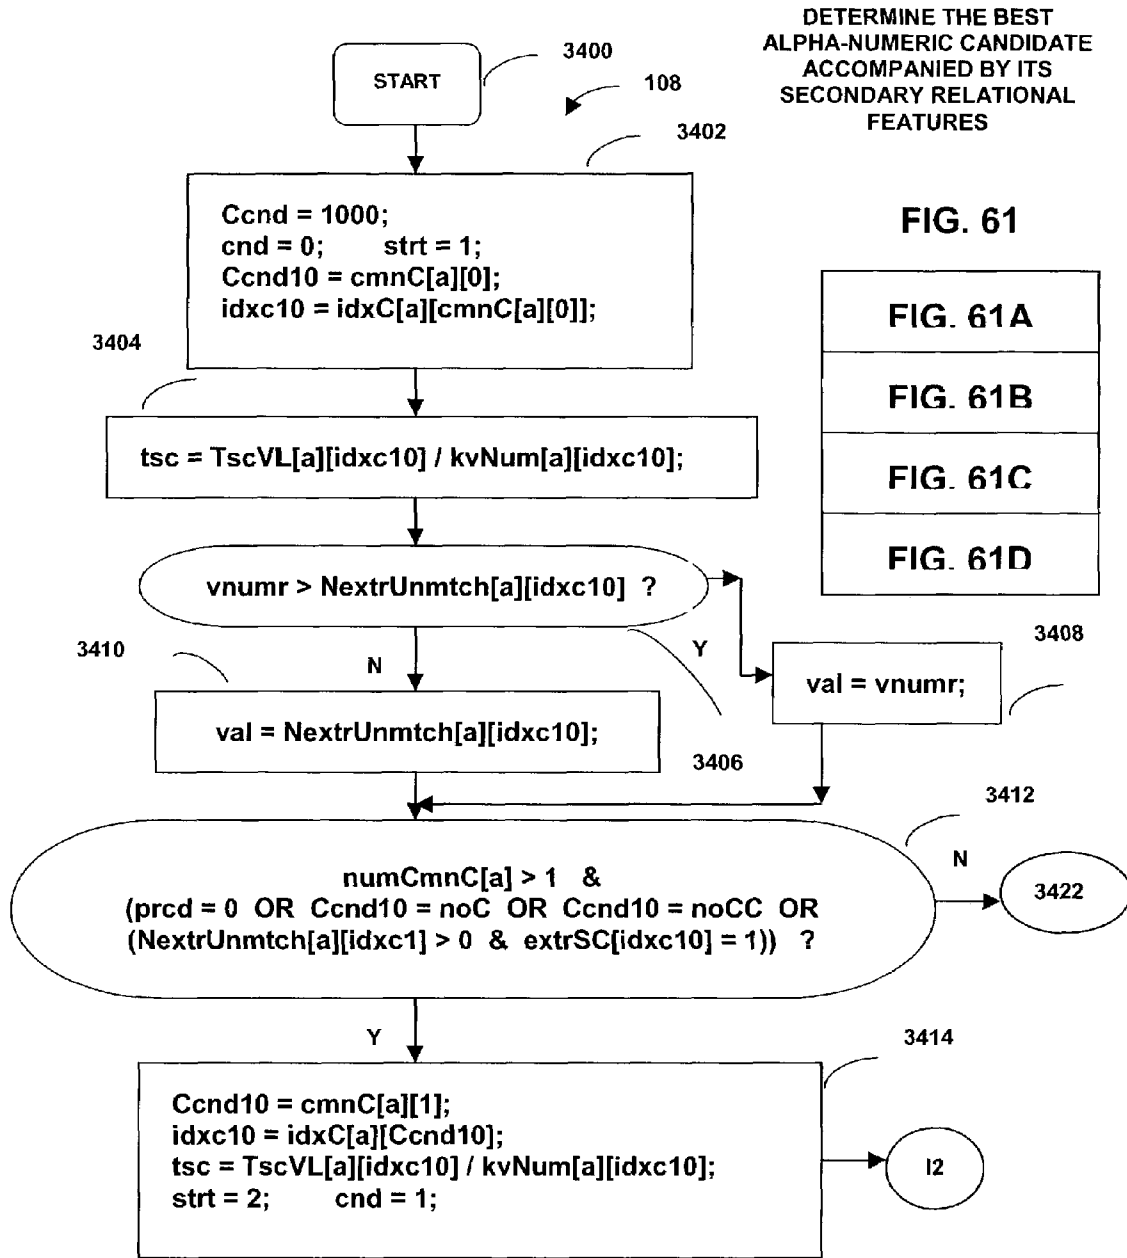 DETERMINE THE BEST
ALPHA-NUMERIC CANDIDATE
ACCOMPANIED BY ITS
SECONDARY RELATIONAL
FEATURES
START
3400
108
3402
Ccnd = 1000;
cnd = 0; strt = 1;
Ccnd10 = cmnC[a][0];
idxc10 = idxC[a][cmnC[a][0]];
FIG. 61
FIG. 61A
FIG. 61B
FIG. 61C
FIG. 61D
3404
tsc = TscVL[a][idxc10] / kvNum[a][idxc10];
vnumr > NextrUnmtch[a][idxc10] ?
3410
N
Y
3408
val = vnumr;
val = NextrUnmtch[a][idxc10];
3406
3412
numCmnC[a] > 1 &
(prcd = 0 OR Ccnd10 = noC OR Ccnd10 = noCC OR
(NextrUnmtch[a][idxc1] > 0 & extrSC[idxc10] = 1)) ?
N
3422
Y
3414
Ccnd10 = cmnC[a][1];
idxc10 = idxC[a][Ccnd10];
tsc = TscVL[a][idxc10] / kvNum[a][idxc10];
strt = 2; cnd = 1;
I2